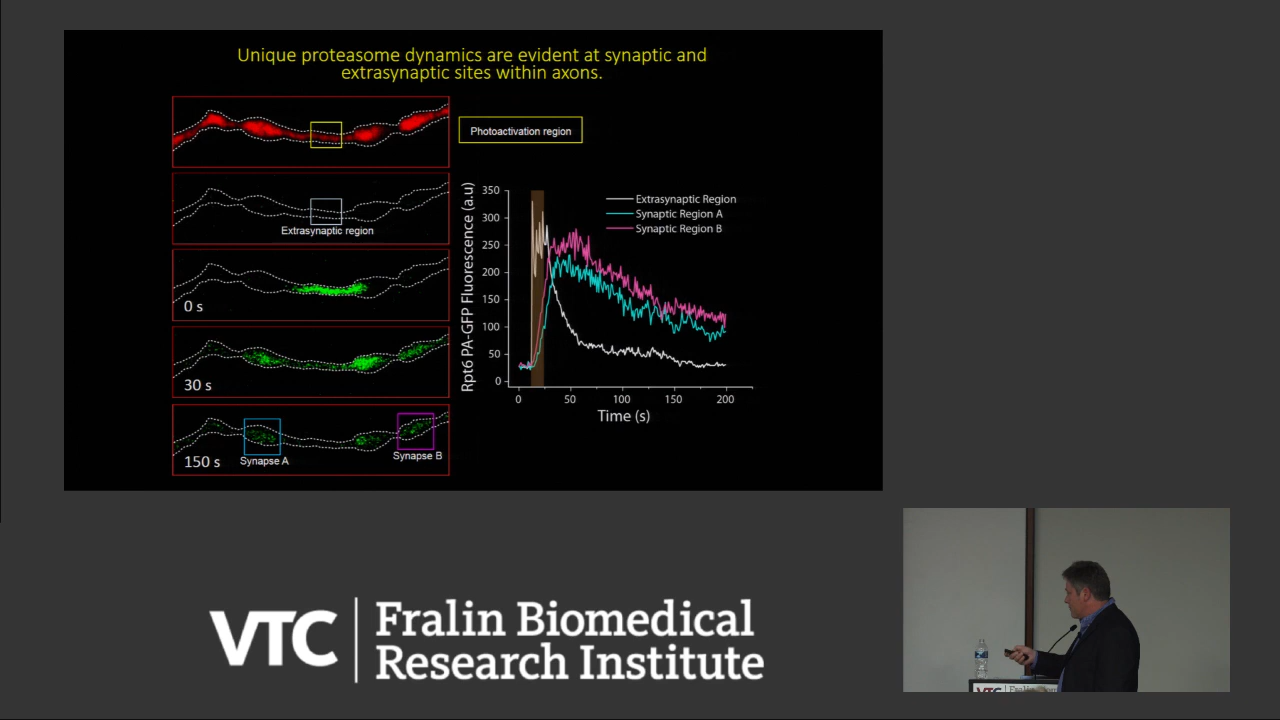 Unique proteasome dynamics are evident at synaptic and
extrasynaptic sites within axons.
Photoactivation region
Extrasynaptic region
0 s
30 s
150 s
Synapse A
Synapse B
Rpt6 PA-GFP Fluorescence (a.u)
350
300
250
200
150
100
50
0
Extrasynaptic Region
Synaptic Region A
Synaptic Region B
0
50
100
150
200
Time (s)
VTC
Fralin Biomedical
Research Institute
VTC